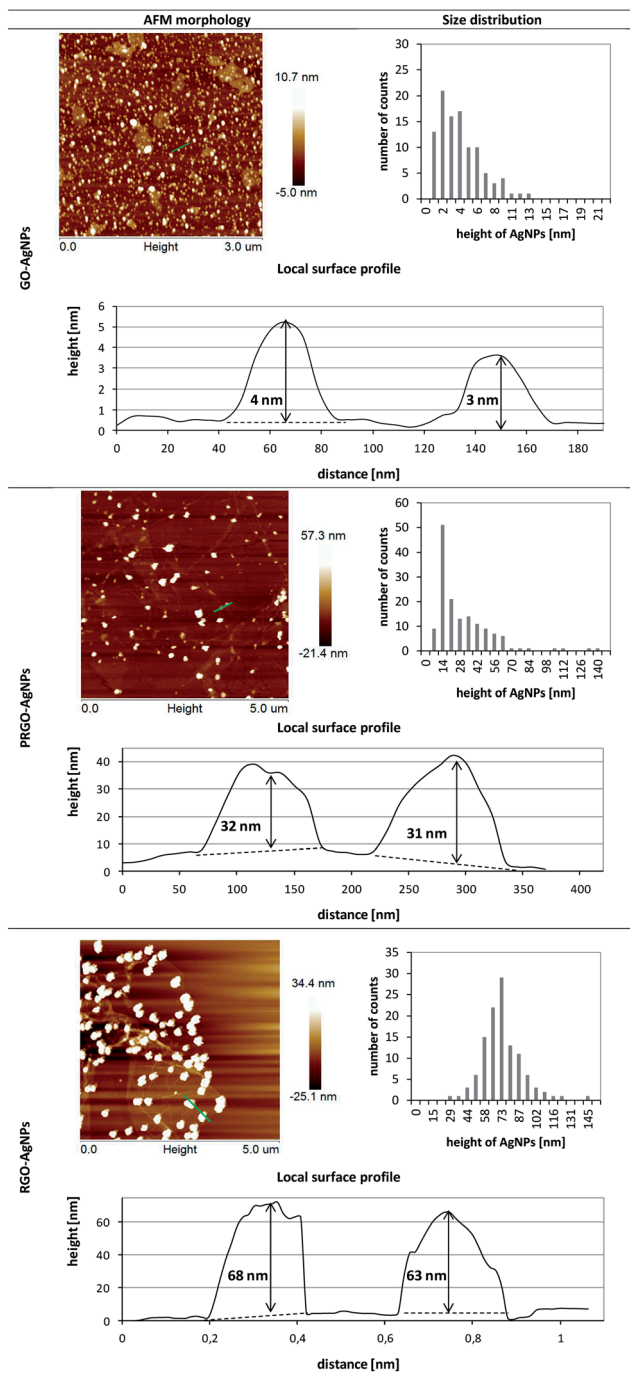 AFM morphology Size distribution
GO-AgNPs
10.7 nm
-5.0 nm
0.0 Height 3.0 um
number of counts
30
25
20
15
10
5
0
0 2 4 6 8 10 11 13 15 17 19 21
height of AgNPs [nm]
Local surface profile
height [nm]
6
5
4
3
2
1
0
4 nm
3 nm
0 20 40 60 80 100 120 140 160 180
distance [nm]
PRGO-AgNPs
57.3 nm
-21.4 nm
0.0 Height 5.0 um
number of counts
60
50
40
30
20
10
0
0 14 28 42 56 70 84 98 112 126 140
height of AgNPs [nm]
Local surface profile
height [nm]
40
30
20
10
0
32 nm
31 nm
0 50 100 150 200 250 300 350 400
distance [nm]
RGO-AgNPs
34.4 nm
-25.1 nm
0.0 Height 5.0 um
number of counts
35
30
25
20
15
10
5
0
0 15 29 44 58 73 87 102 116 131 145
height of AgNPs [nm]
Local surface profile
height [nm]
60
40
20
0
68 nm
63 nm
0 0,2 0,4 0,6 0,8 1
distance [nm]